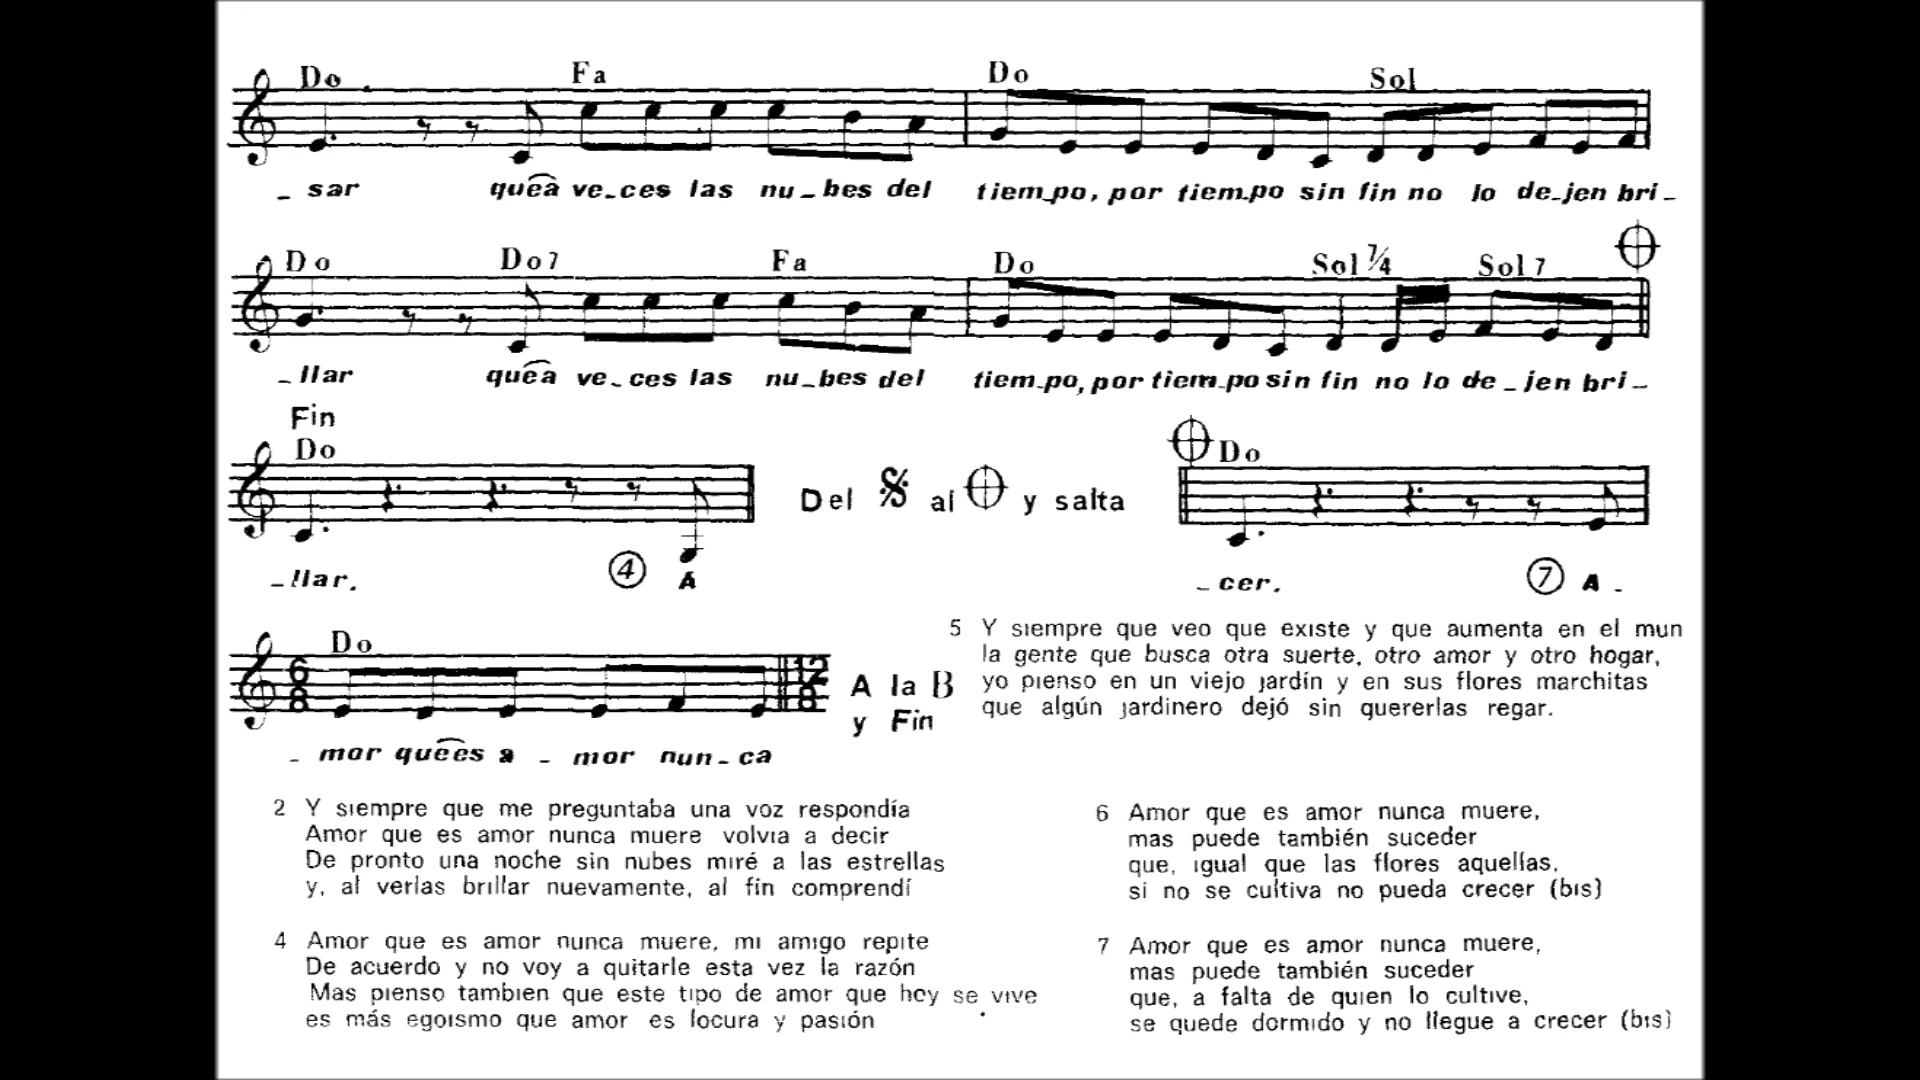 Do Fa Do Sol
_ sar queà ve_ces las nu_bes del tiem_po, por tiem_po sin fin no lo de_jen bri_
Do Do7 Fa Do Sol 7/4 Sol 7
_llar queà ve_ces las nu_bes del tiem_po, por tiem_po sin fin no lo de_jen bri_
Fin
Do Do
Del al y salta
_llar. 4 A _cer. 7 A_
Do
6/8 12/8 A la B
y Fin
_ mor quees a _ mor nun_ca
5 Y siempre que veo que existe y que aumenta en el mun
la gente que busca otra suerte, otro amor y otro hogar,
yo pienso en un viejo jardín y en sus flores marchitas
que algún jardinero dejó sin quererlas regar.
2 Y siempre que me preguntaba una voz respondía
Amor que es amor nunca muere volvia a decir
De pronto una noche sin nubes miré a las estrellas
y, al verlas brillar nuevamente, al fin comprendí
4 Amor que es amor nunca muere, mi amigo repite
De acuerdo y no voy a quitarle esta vez la razón
Mas pienso tambien que este tipo de amor que hoy se vive
es más egoismo que amor es locura y pasión
6 Amor que es amor nunca muere,
mas puede también suceder
que, igual que las flores aquellas,
si no se cultiva no pueda crecer (bis)
7 Amor que es amor nunca muere,
mas puede también suceder
que, a falta de quien lo cultive,
se quede dormido y no llegue a crecer (bis)